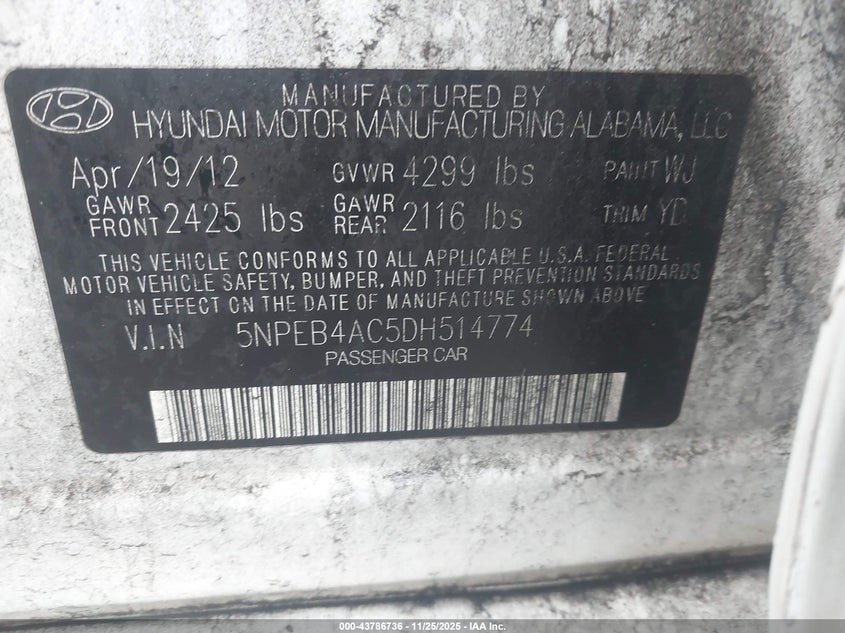 MANUFACTURED BY
HYUNDAI MOTOR MANUFACTURING ALABAMA, LLC
Apr/19/12 GVWR 4299 lbs PAINT WJ
GAWR FRONT 2425 lbs GAWR REAR 2116 lbs TRIM YD
THIS VEHICLE CONFORMS TO ALL APPLICABLE U.S.A. FEDERAL
MOTOR VEHICLE SAFETY, BUMPER, AND THEFT PREVENTION STANDARDS
IN EFFECT ON THE DATE OF MANUFACTURE SHOWN ABOVE
V.I.N 5NPEB4AC5DH514774
PASSENGER CAR
000-43786736 - 11/25/2025 - IAA Inc.